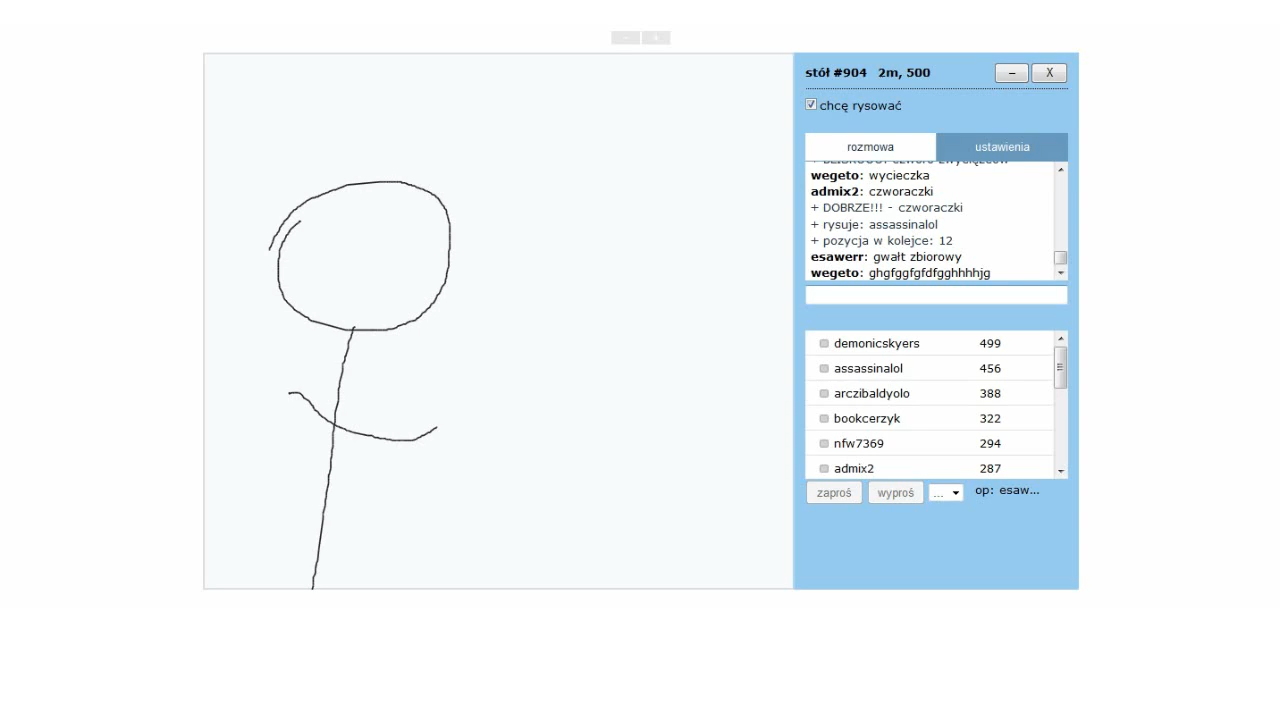 stół #904 2m, 500
– X
chcę rysować
rozmowa ustawienia
wegeto: wycieczka
admix2: czworaczki
+ DOBRZE!!! - czworaczki
+ rysuje: assassinalol
+ pozycja w kolejce: 12
esawerr: gwałt zbiorowy
wegeto: ghgfggfgfdfgghhhhjg
demonicskyers 499
assassinalol 456
arczibaldyolo 388
bookcerzyk 322
nfw7369 294
admix2 287
zaproś wyproś ... op: esaw...